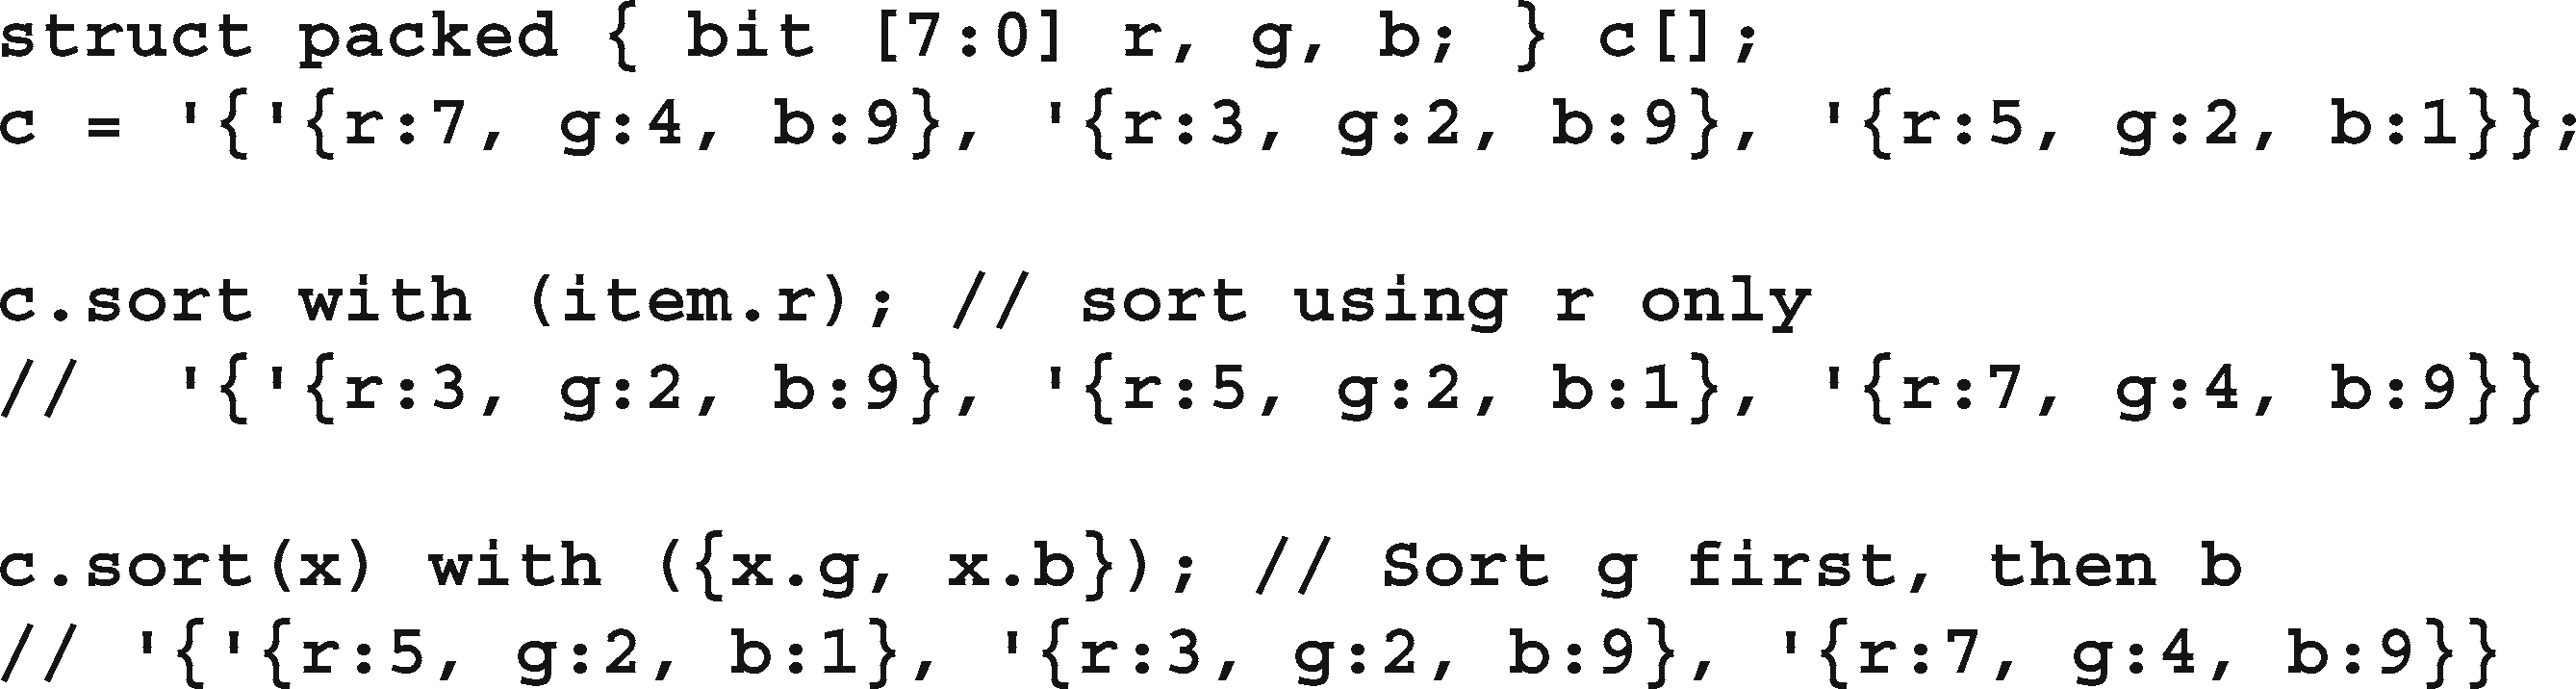 struct packed { bit [7:0] r, g, b; } c[];
c = '{'{r:7, g:4, b:9}, '{r:3, g:2, b:9}, '{r:5, g:2, b:1}};
c.sort with (item.r); // sort using r only
//  '{'{r:3, g:2, b:9}, '{r:5, g:2, b:1}, '{r:7, g:4, b:9}}
c.sort(x) with ({x.g, x.b}); // Sort g first, then b
// '{'{r:5, g:2, b:1}, '{r:3, g:2, b:9}, '{r:7, g:4, b:9}}